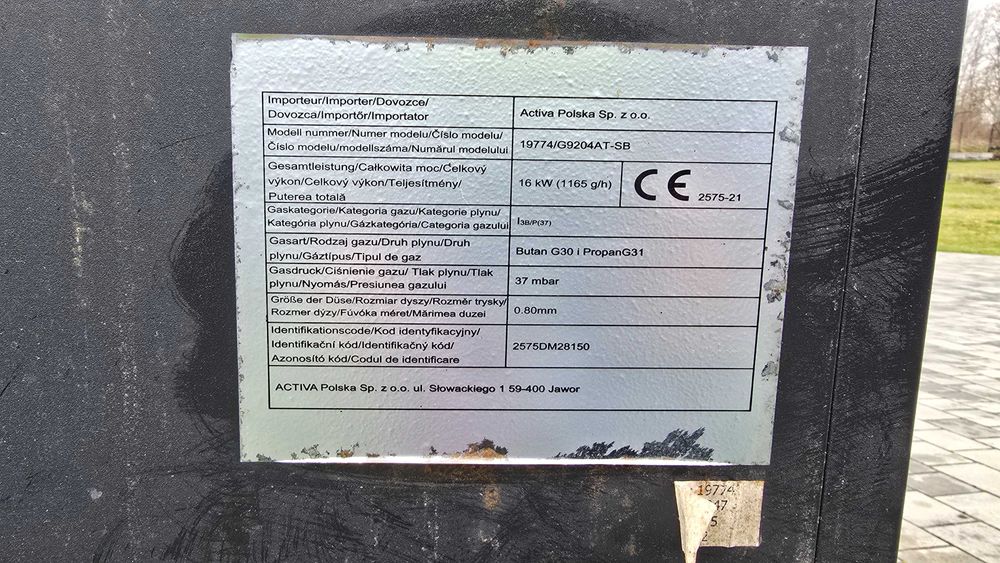 Importeur/Importer/Dovozce/
Dovozca/Importőr/Importator
Activa Polska Sp. z o.o.
Modell nummer/Numer modelu/Číslo modelu/
Čislo modelu/modellszáma/Numărul modelului
19774/G9204AT-SB
Gesamtleistung/Całkowita moc/Celkový
výkon/Celkový výkon/Teljesítmény/
Puterea totală
16 kW (1165 g/h)
CE 2575-21
Gaskategorie/Kategoria gazu/Kategorie plynu/
Kategória plynu/Gázkategória/Categoria gazului
I3B/P(37)
Gasart/Rodzaj gazu/Druh plynu/Druh
plynu/Gáztípus/Tipul de gaz
Butan G30 i PropanG31
Gasdruck/Ciśnienie gazu/ Tlak plynu/Tlak
plynu/Nyomás/Presiunea gazului
37 mbar
Größe der Düse/Rozmiar dyszy/Rozměr trysky/
Rozmer dýzy/Fúvóka méret/Mărimea duzei
0.80mm
Identifikationscode/Kod identyfikacyjny/
Identifikační kód/Identifikačný kód/
Azonosító kód/Codul de identificare
2575DM28150
ACTIVA Polska Sp. z o.o. ul. Słowackiego 1 59-400 Jawor
19774
47
5
2